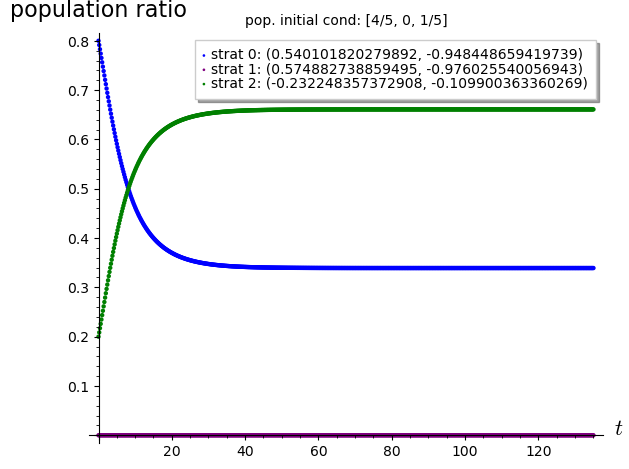 population ratio
pop. initial cond: [4/5, 0, 1/5]
strat 0: (0.540101820279892, -0.948448659419739)
strat 1: (0.574882738859495, -0.976025540056943)
strat 2: (-0.232248357372908, -0.109900363360269)
0.8
0.7
0.6
0.5
0.4
0.3
0.2
0.1
20 40 60 80 100 120
t